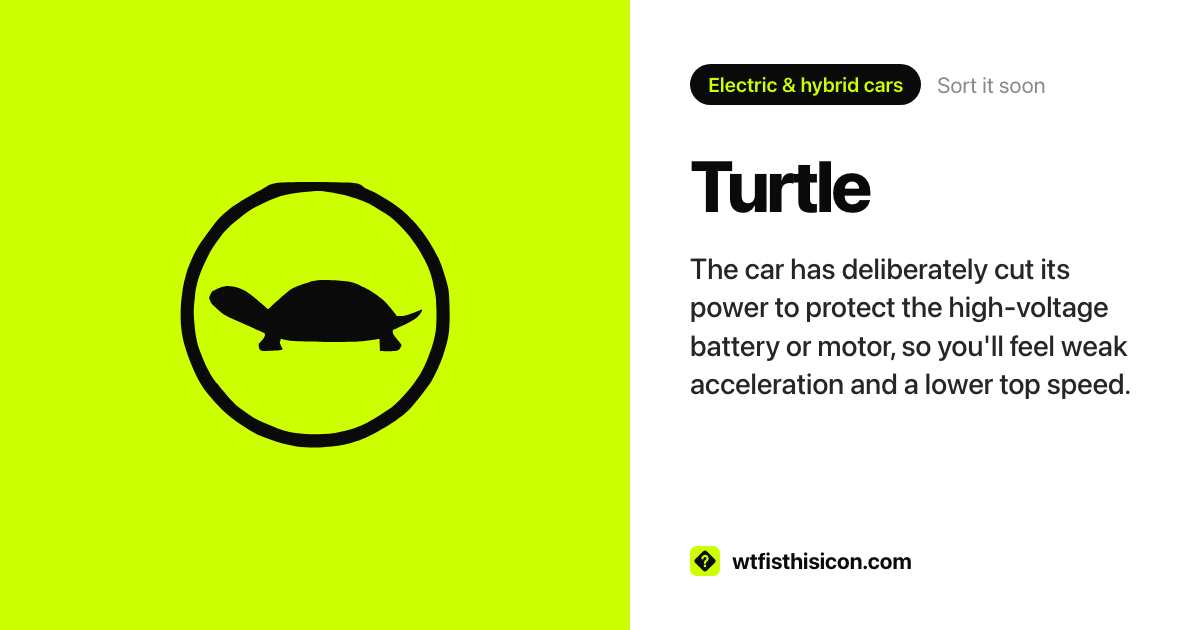 Electric & hybrid cars
Sort it soon
Turtle
The car has deliberately cut its
power to protect the high-voltage
battery or motor, so you'll feel weak
acceleration and a lower top speed.
?
wtfisthisicon.com